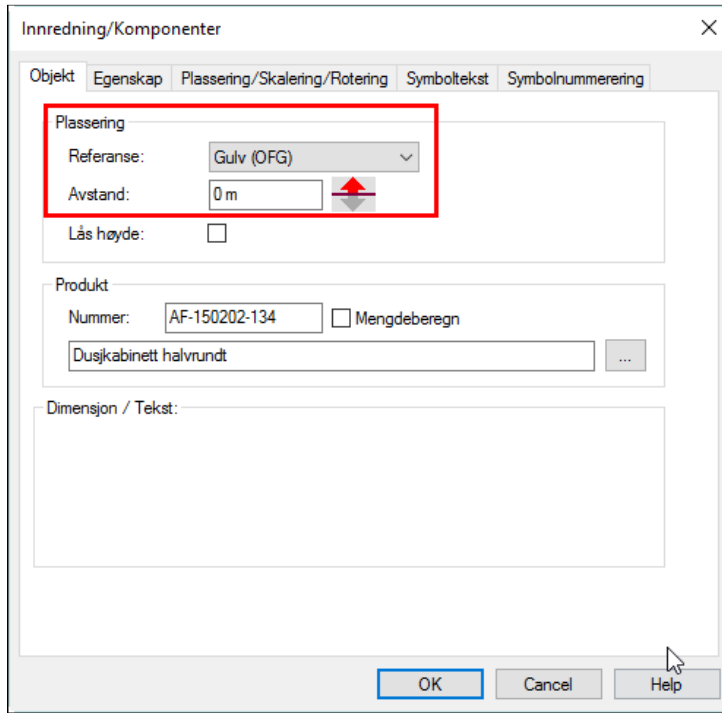 Innredning/Komponenter
Objekt Egenskap Plassering/Skalering/Rotering Symboltekst Symbolnummerering
Plassering
Referanse: Gulv (OFG)
Avstand: 0 m
Lås høyde:
Produkt
Nummer: AF-150202-134 Mengdeberegn
Dusjkabinett halvrundt ...
Dimensjon / Tekst:
OK Cancel Help